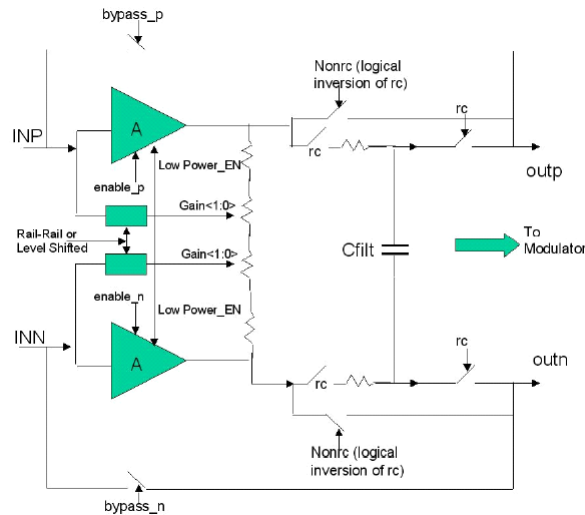 bypass_p
Nonrc (logical
inversion of rc)
rc
INP
A
rc
Low Power_EN
outp
enable_p
Gain<1:0>
Rail-Rail or
Level Shifted
Gain<1:0>
Cfilt
To
Modulator
enable_n
Low Power_EN
INN
rc
outn
A
rc
Nonrc (logical
inversion of rc)
bypass_n